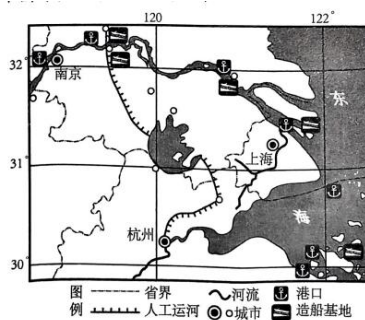 120 122
32
南京
东
31
上海
海
杭州
30
图 省界 河流 港口
例 人工运河 城市 造船基地